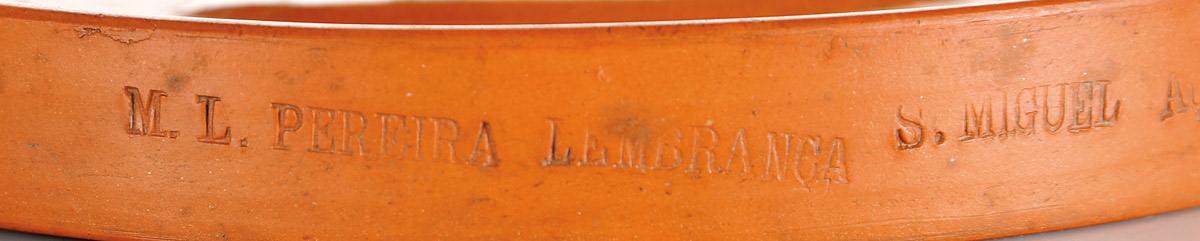 M. L. PEREIRA LEMBRANÇA S. MIGUEL